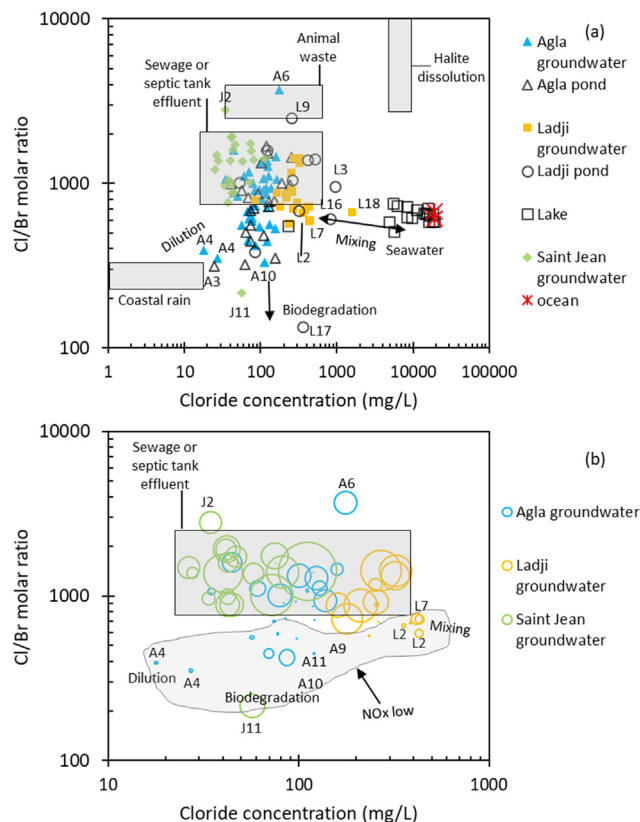 10000
(a)
Animal
waste
Sewage or
septic tank
effluent
Halite
dissolution
A6
J2
L9
1000
L3
L16
L18
Dilution
A4
A4
L7
Mixing
Seawater
L2
A3
A10
Coastal rain
Biodegradation
J11
L17
100
1
10
100
1000
10000
100000
Cloride concentration (mg/L)
Cl/Br molar ratio
Agla
groundwater
Agla pond
Ladji
groundwater
Ladji pond
Lake
Saint Jean
groundwater
ocean
10000
(b)
Sewage or
septic tank
effluent
A6
J2
1000
L7
Mixing
L2
L2
A4
A9
A11
Dilution
A4
A10
Biodegradation
NOx low
J11
100
10
100
1000
Cloride concentration (mg/L)
Cl/Br molar ratio
Agla groundwater
Ladji
groundwater
Saint Jean
groundwater